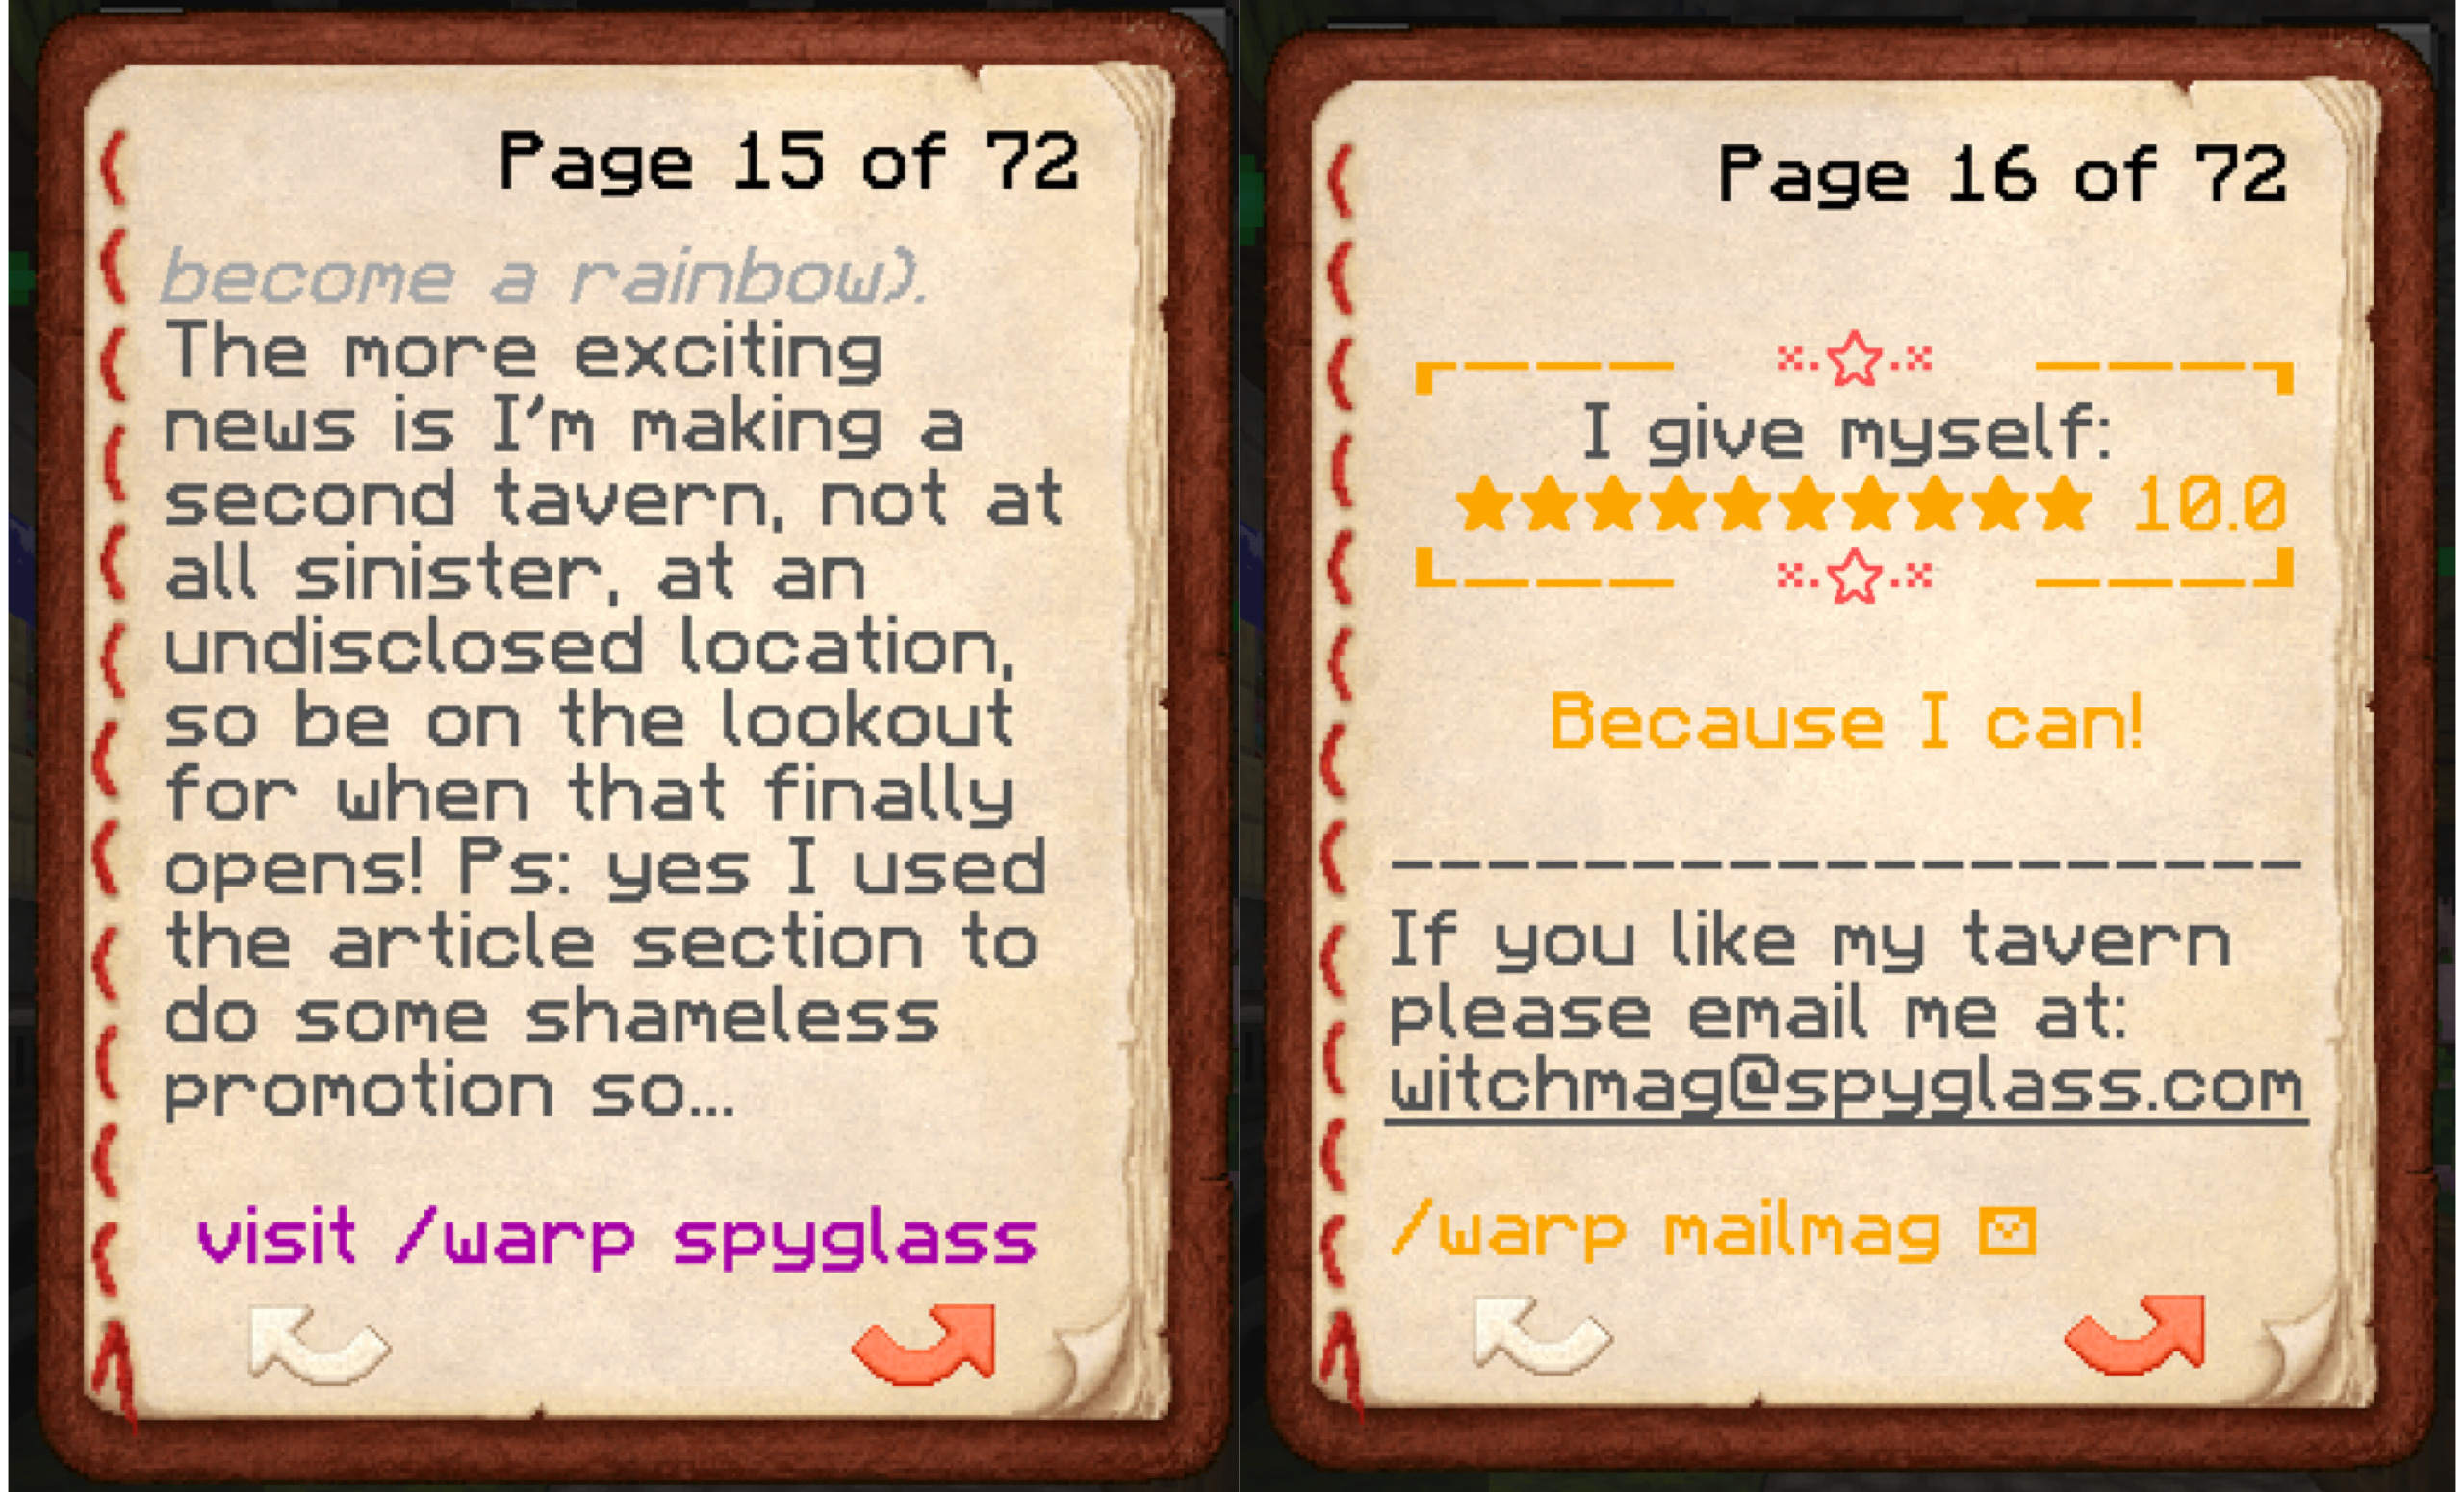 Page 15 of 72
become a rainbow).
The more exciting
news is I'm making a
second tavern, not at
all sinister, at an
undisclosed location,
so be on the lookout
for when that finally
opens! Ps: yes I used
the article section to
do some shameless
promotion so...
visit /warp spyglass
Page 16 of 72
I give myself:
★★★★★★★★★★ 10.0
Because I can!
If you like my tavern
please email me at:
witchmag@spyglass.com
/warp mailmag ✉